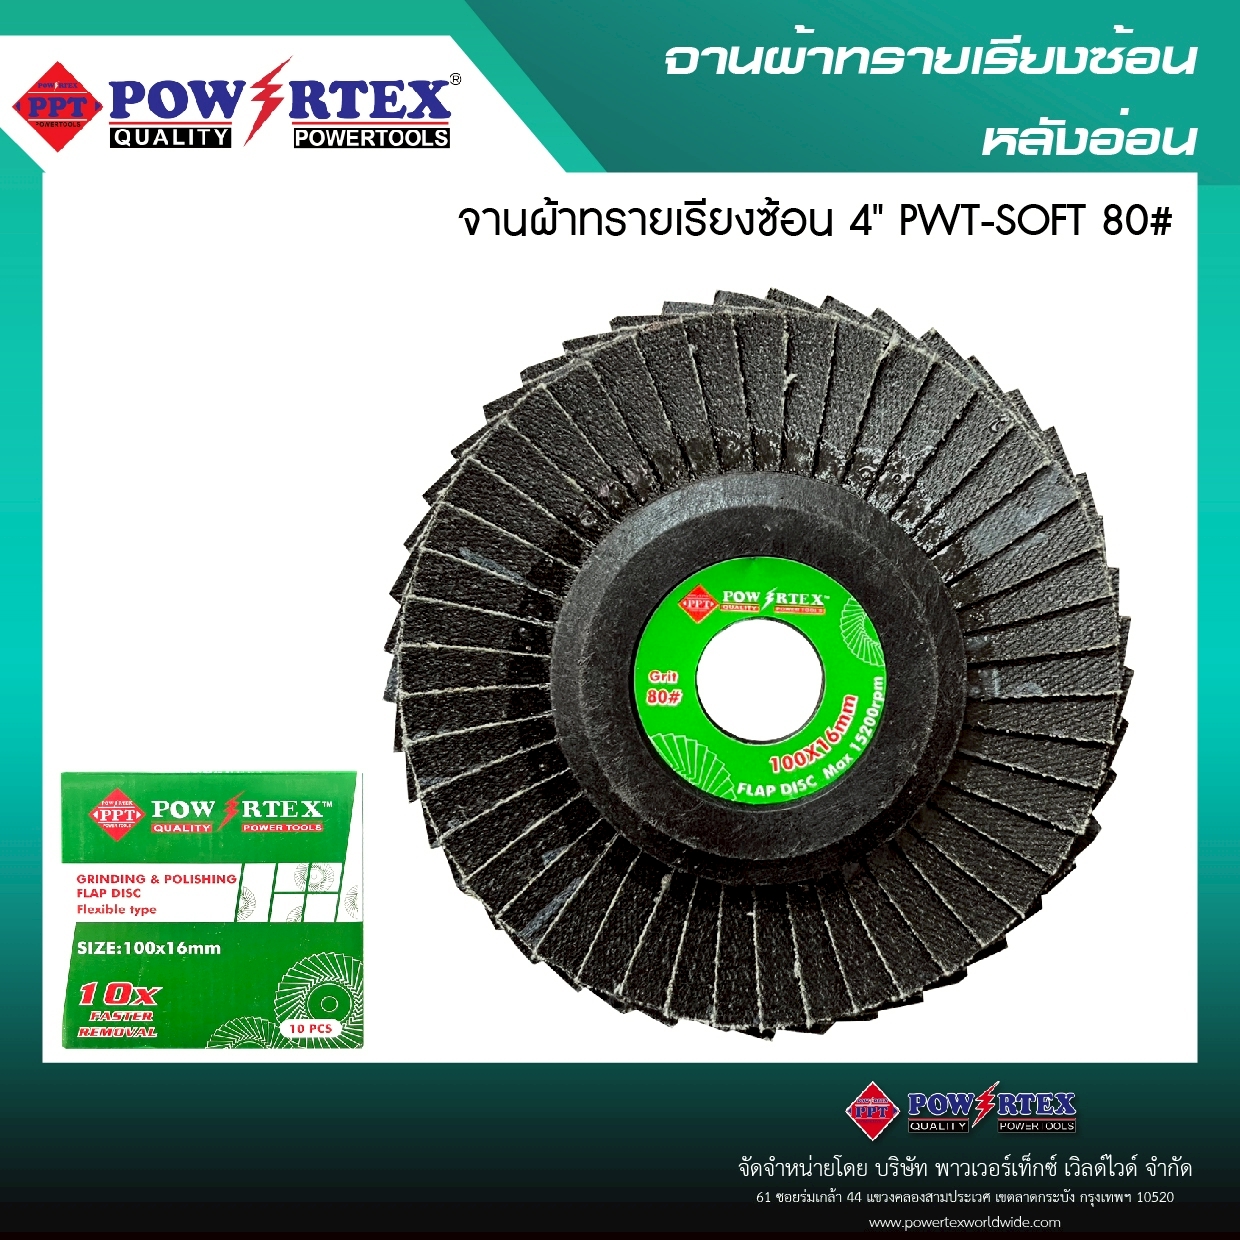 จานผ้าทรายเรียงซ้อน
หลังอ่อน
PPT
POWERTEX
POWERTOOLS
POWERTEX®
QUALITY POWERTOOLS
จานผ้าทรายเรียงซ้อน 4" PWT-SOFT 80#
PPT
POWERTEX™
QUALITY POWER TOOLS
Grit
80#
100X16mm
FLAP DISC Max 15200rpm
POWERTEX
PPT
POWER TOOLS
POWERTEX™
QUALITY POWER TOOLS
GRINDING & POLISHING
FLAP DISC
Flexible type
SIZE:100x16mm
10x
FASTER
REMOVAL
10 PCS
PPT
POWERTEX
QUALITY POWERTOOLS
จัดจำหน่ายโดย บริษัท พาวเวอร์เท็กซ์ เวิลด์ไวด์ จำกัด
61 ซอยร่มเกล้า 44 แขวงคลองสามประเวศ เขตลาดกระบัง กรุงเทพฯ 10520
www.powertexworldwide.com